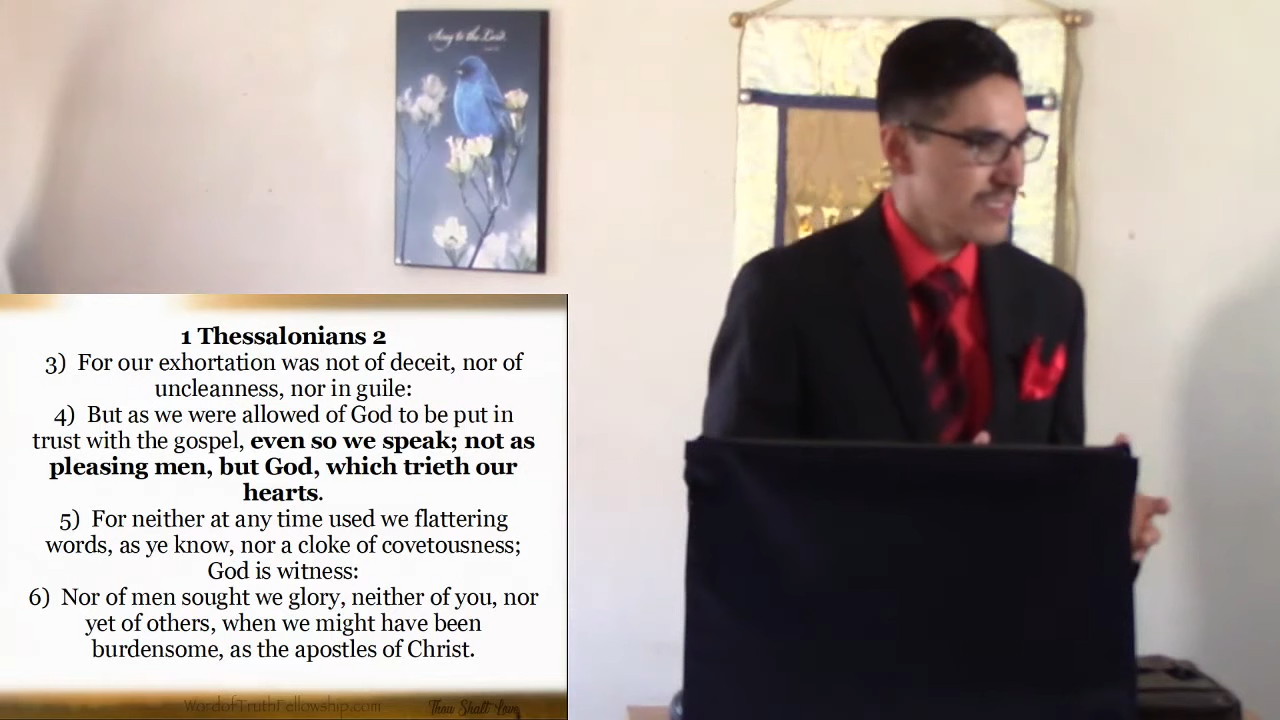 Sing to the Lord
1 Thessalonians 2
3) For our exhortation was not of deceit, nor of
uncleanness, nor in guile:
4) But as we were allowed of God to be put in
trust with the gospel, even so we speak; not as
pleasing men, but God, which trieth our
hearts.
5) For neither at any time used we flattering
words, as ye know, nor a cloke of covetousness;
God is witness:
6) Nor of men sought we glory, neither of you, nor
yet of others, when we might have been
burdensome, as the apostles of Christ.
WordofTruthFellowship.com
Thou Shalt Love